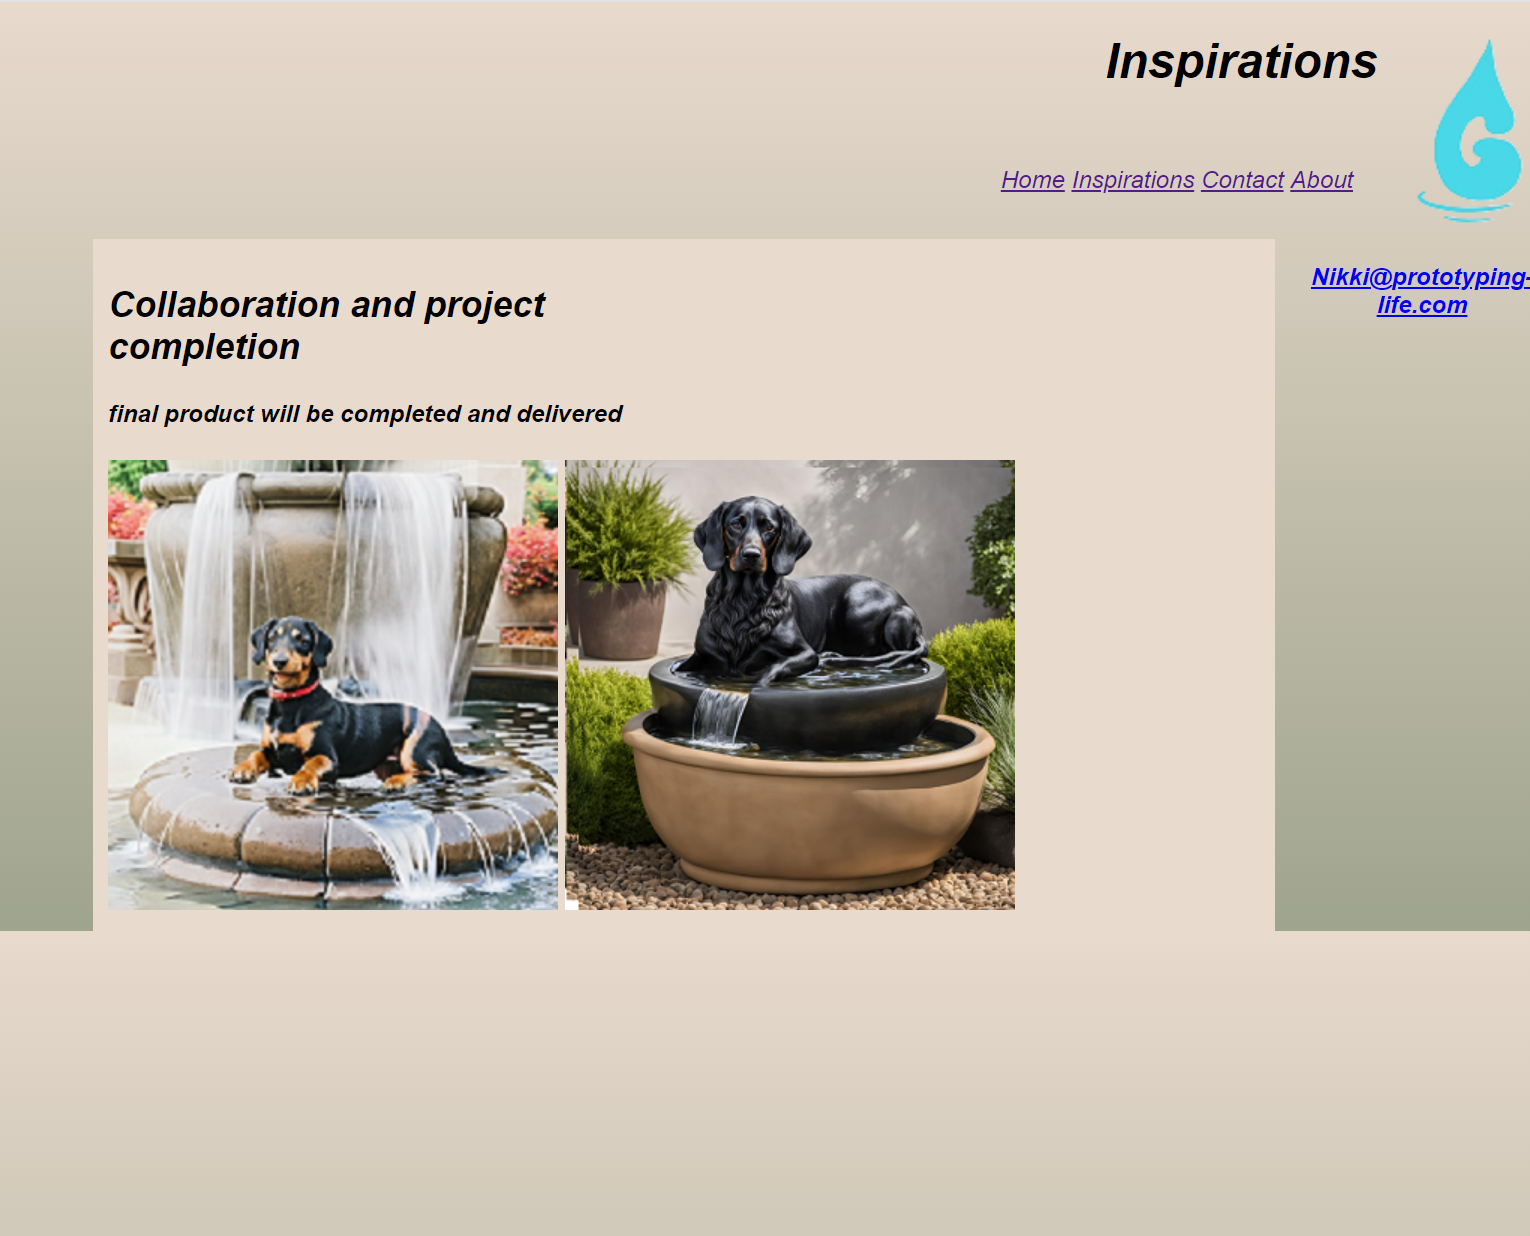 Inspirations
Home Inspirations Contact About
Nikki@prototyping-
life.com
Collaboration and project
completion
final product will be completed and delivered